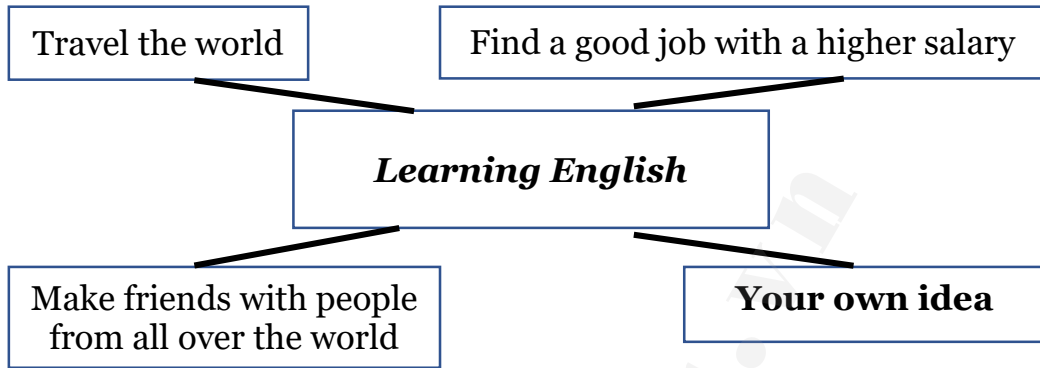 Travel the world
Find a good job with a higher salary
Learning English
Make friends with people
from all over the world
Your own idea